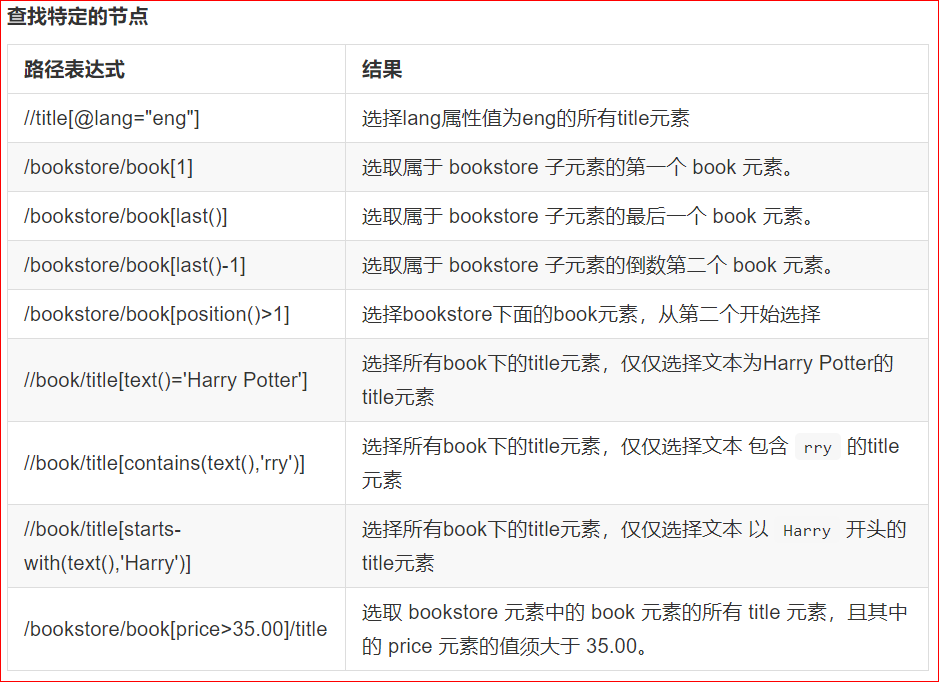 查找特定的节点
路径表达式 结果
//title[@lang="eng"] 选择lang属性值为eng的所有title元素
/bookstore/book[1] 选取属于 bookstore 子元素的第一个 book 元素。
/bookstore/book[last()] 选取属于 bookstore 子元素的最后一个 book 元素。
/bookstore/book[last()-1] 选取属于 bookstore 子元素的倒数第二个 book 元素。
/bookstore/book[position()>1] 选择bookstore下面的book元素，从第二个开始选择
//book/title[text()='Harry Potter'] 选择所有book下的title元素，仅仅选择文本为Harry Potter的
title元素
//book/title[contains(text(),'rry')] 选择所有book下的title元素，仅仅选择文本 包含 rry 的title
元素
//book/title[starts- 选择所有book下的title元素，仅仅选择文本 以 Harry 开头的
with(text(),'Harry')] title元素
/bookstore/book[price>35.00]/title 选取 bookstore 元素中的 book 元素的所有 title 元素，且其中
的 price 元素的值须大于 35.00。